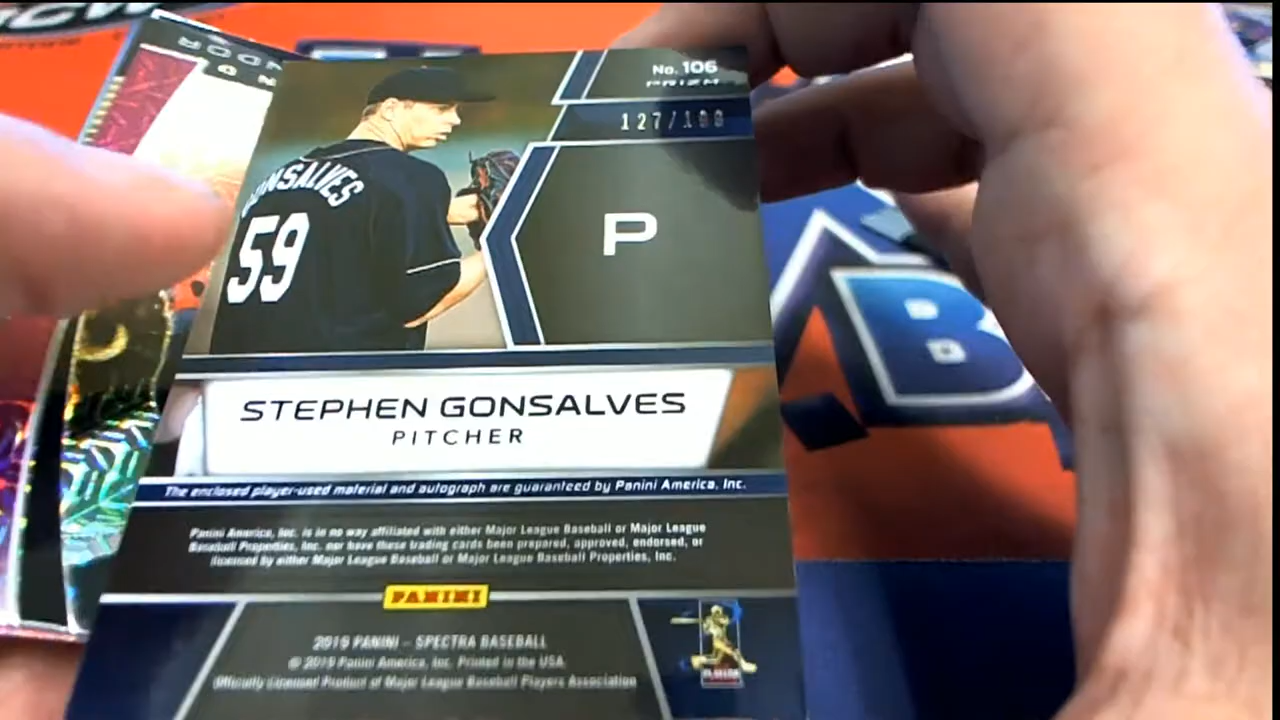 No. 106
PRIZM
127/199
GONSALVES
59
P
STEPHEN GONSALVES
PITCHER
The enclosed player-used material and autograph are guaranteed by Panini America, Inc.
Panini America, Inc. is in no way affiliated with either Major League Baseball or Major League
Baseball Properties, Inc. nor have these trading cards been prepared, approved, endorsed, or
licensed by either Major League Baseball or Major League Baseball Properties, Inc.
PANINI
2019 PANINI – SPECTRA BASEBALL
© 2019 Panini America, Inc. Printed in the USA.
Officially Licensed Product of Major League Baseball Players Association
AB